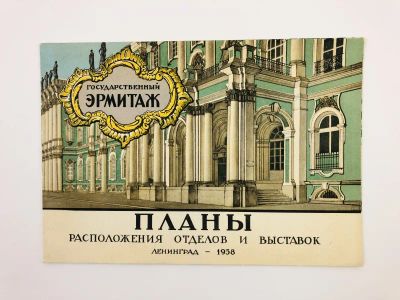 ГОСУДАРСТВЕННЫЙ
ЭРМИТАЖ
ПЛАНЫ
РАСПОЛОЖЕНИЯ ОТДЕЛОВ И ВЫСТАВОК
ЛЕНИНГРАД – 1958